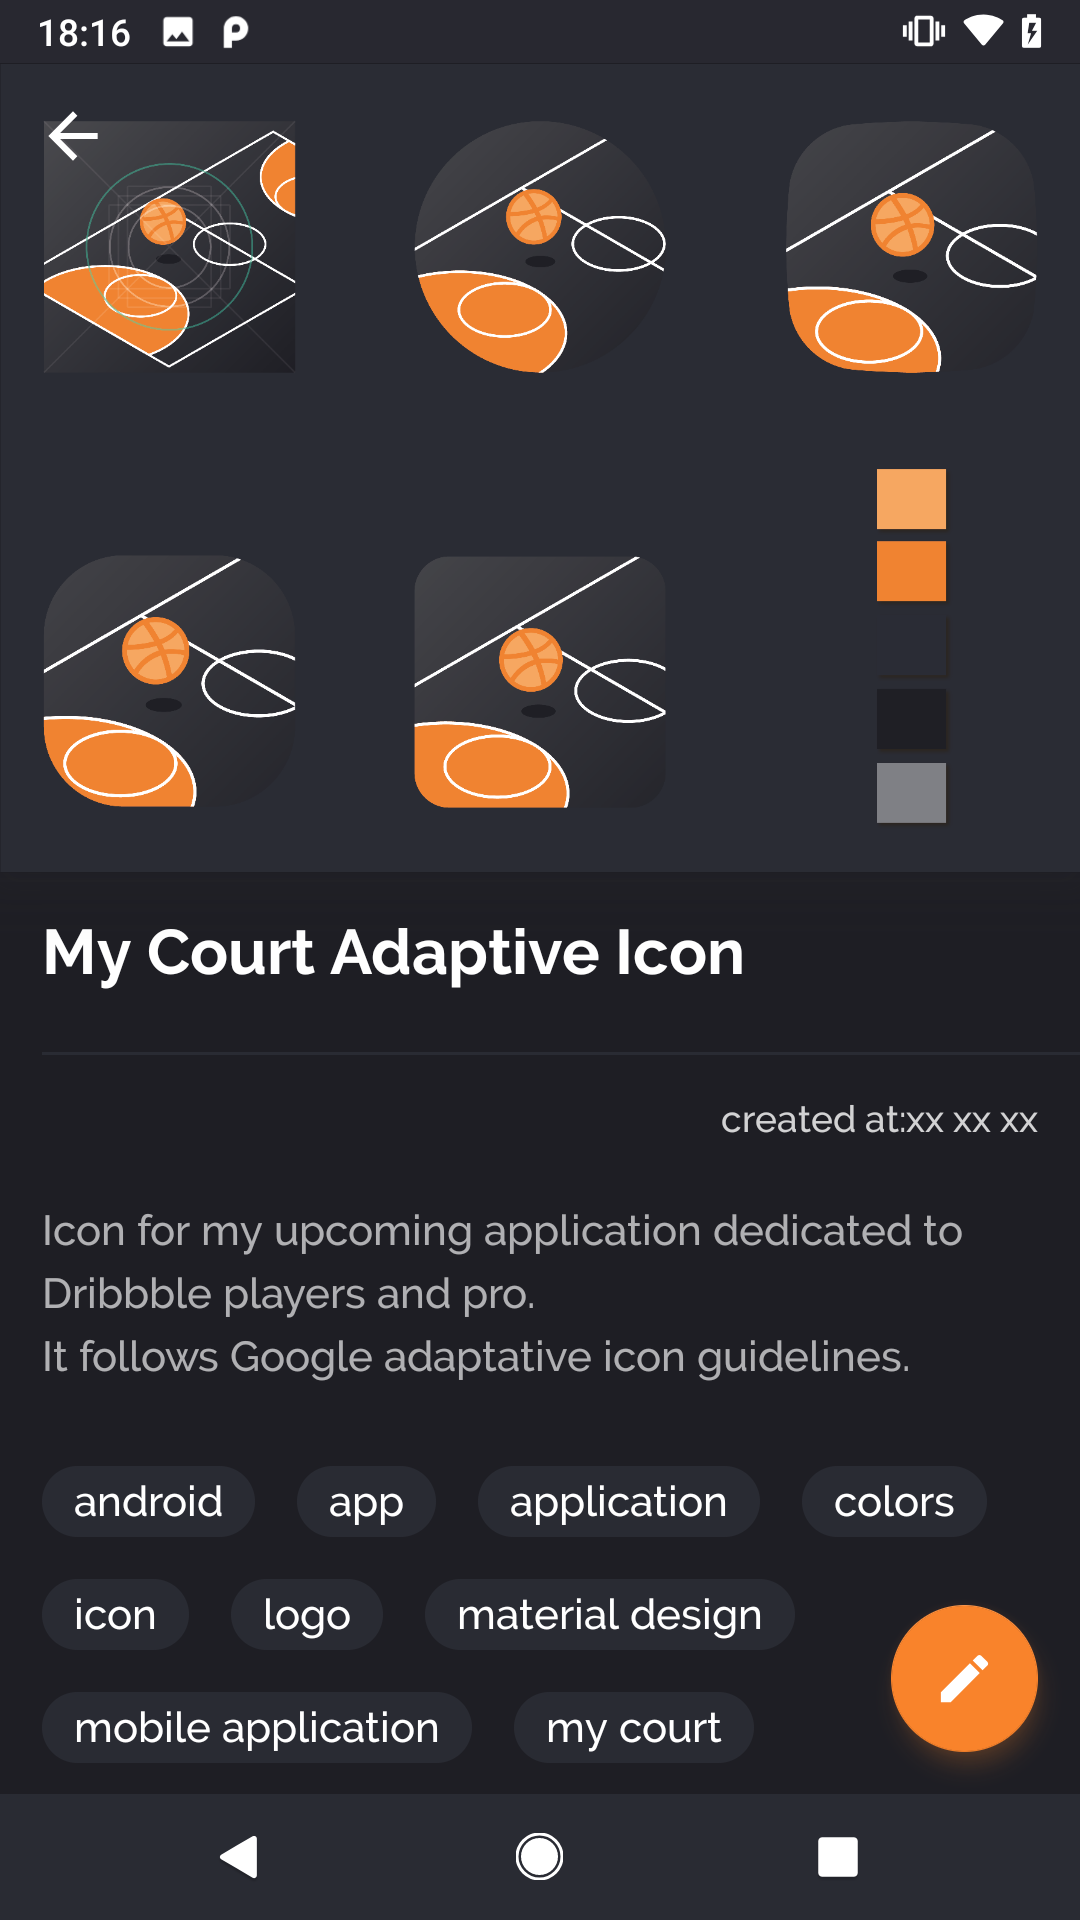 18:16
My Court Adaptive Icon
created at:xx xx xx
Icon for my upcoming application dedicated to
Dribbble players and pro.
It follows Google adaptative icon guidelines.
android app application colors
icon logo material design
mobile application my court